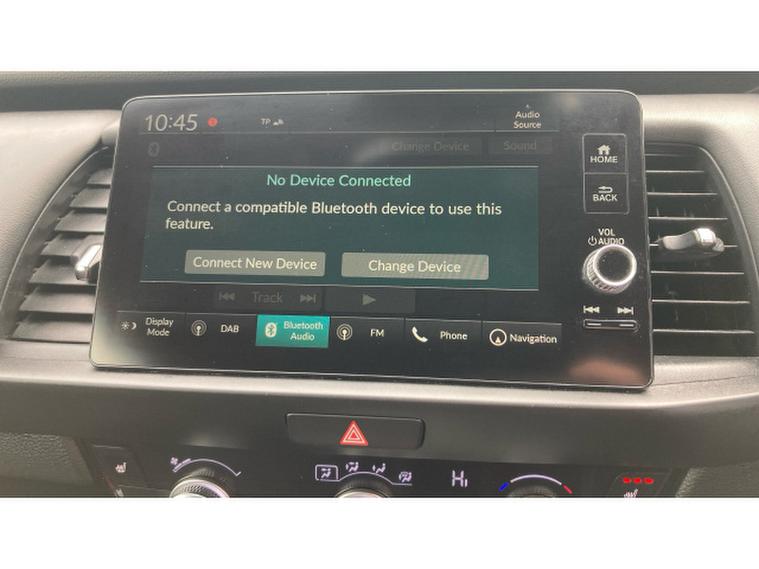 10:45
TP
Audio
Source
Change Device
Sound
HOME
No Device Connected
BACK
Connect a compatible Bluetooth device to use this
feature.
VOL
AUDIO
Connect New Device
Change Device
Track
Display
Mode
DAB
Bluetooth
Audio
FM
Phone
Navigation
Hi